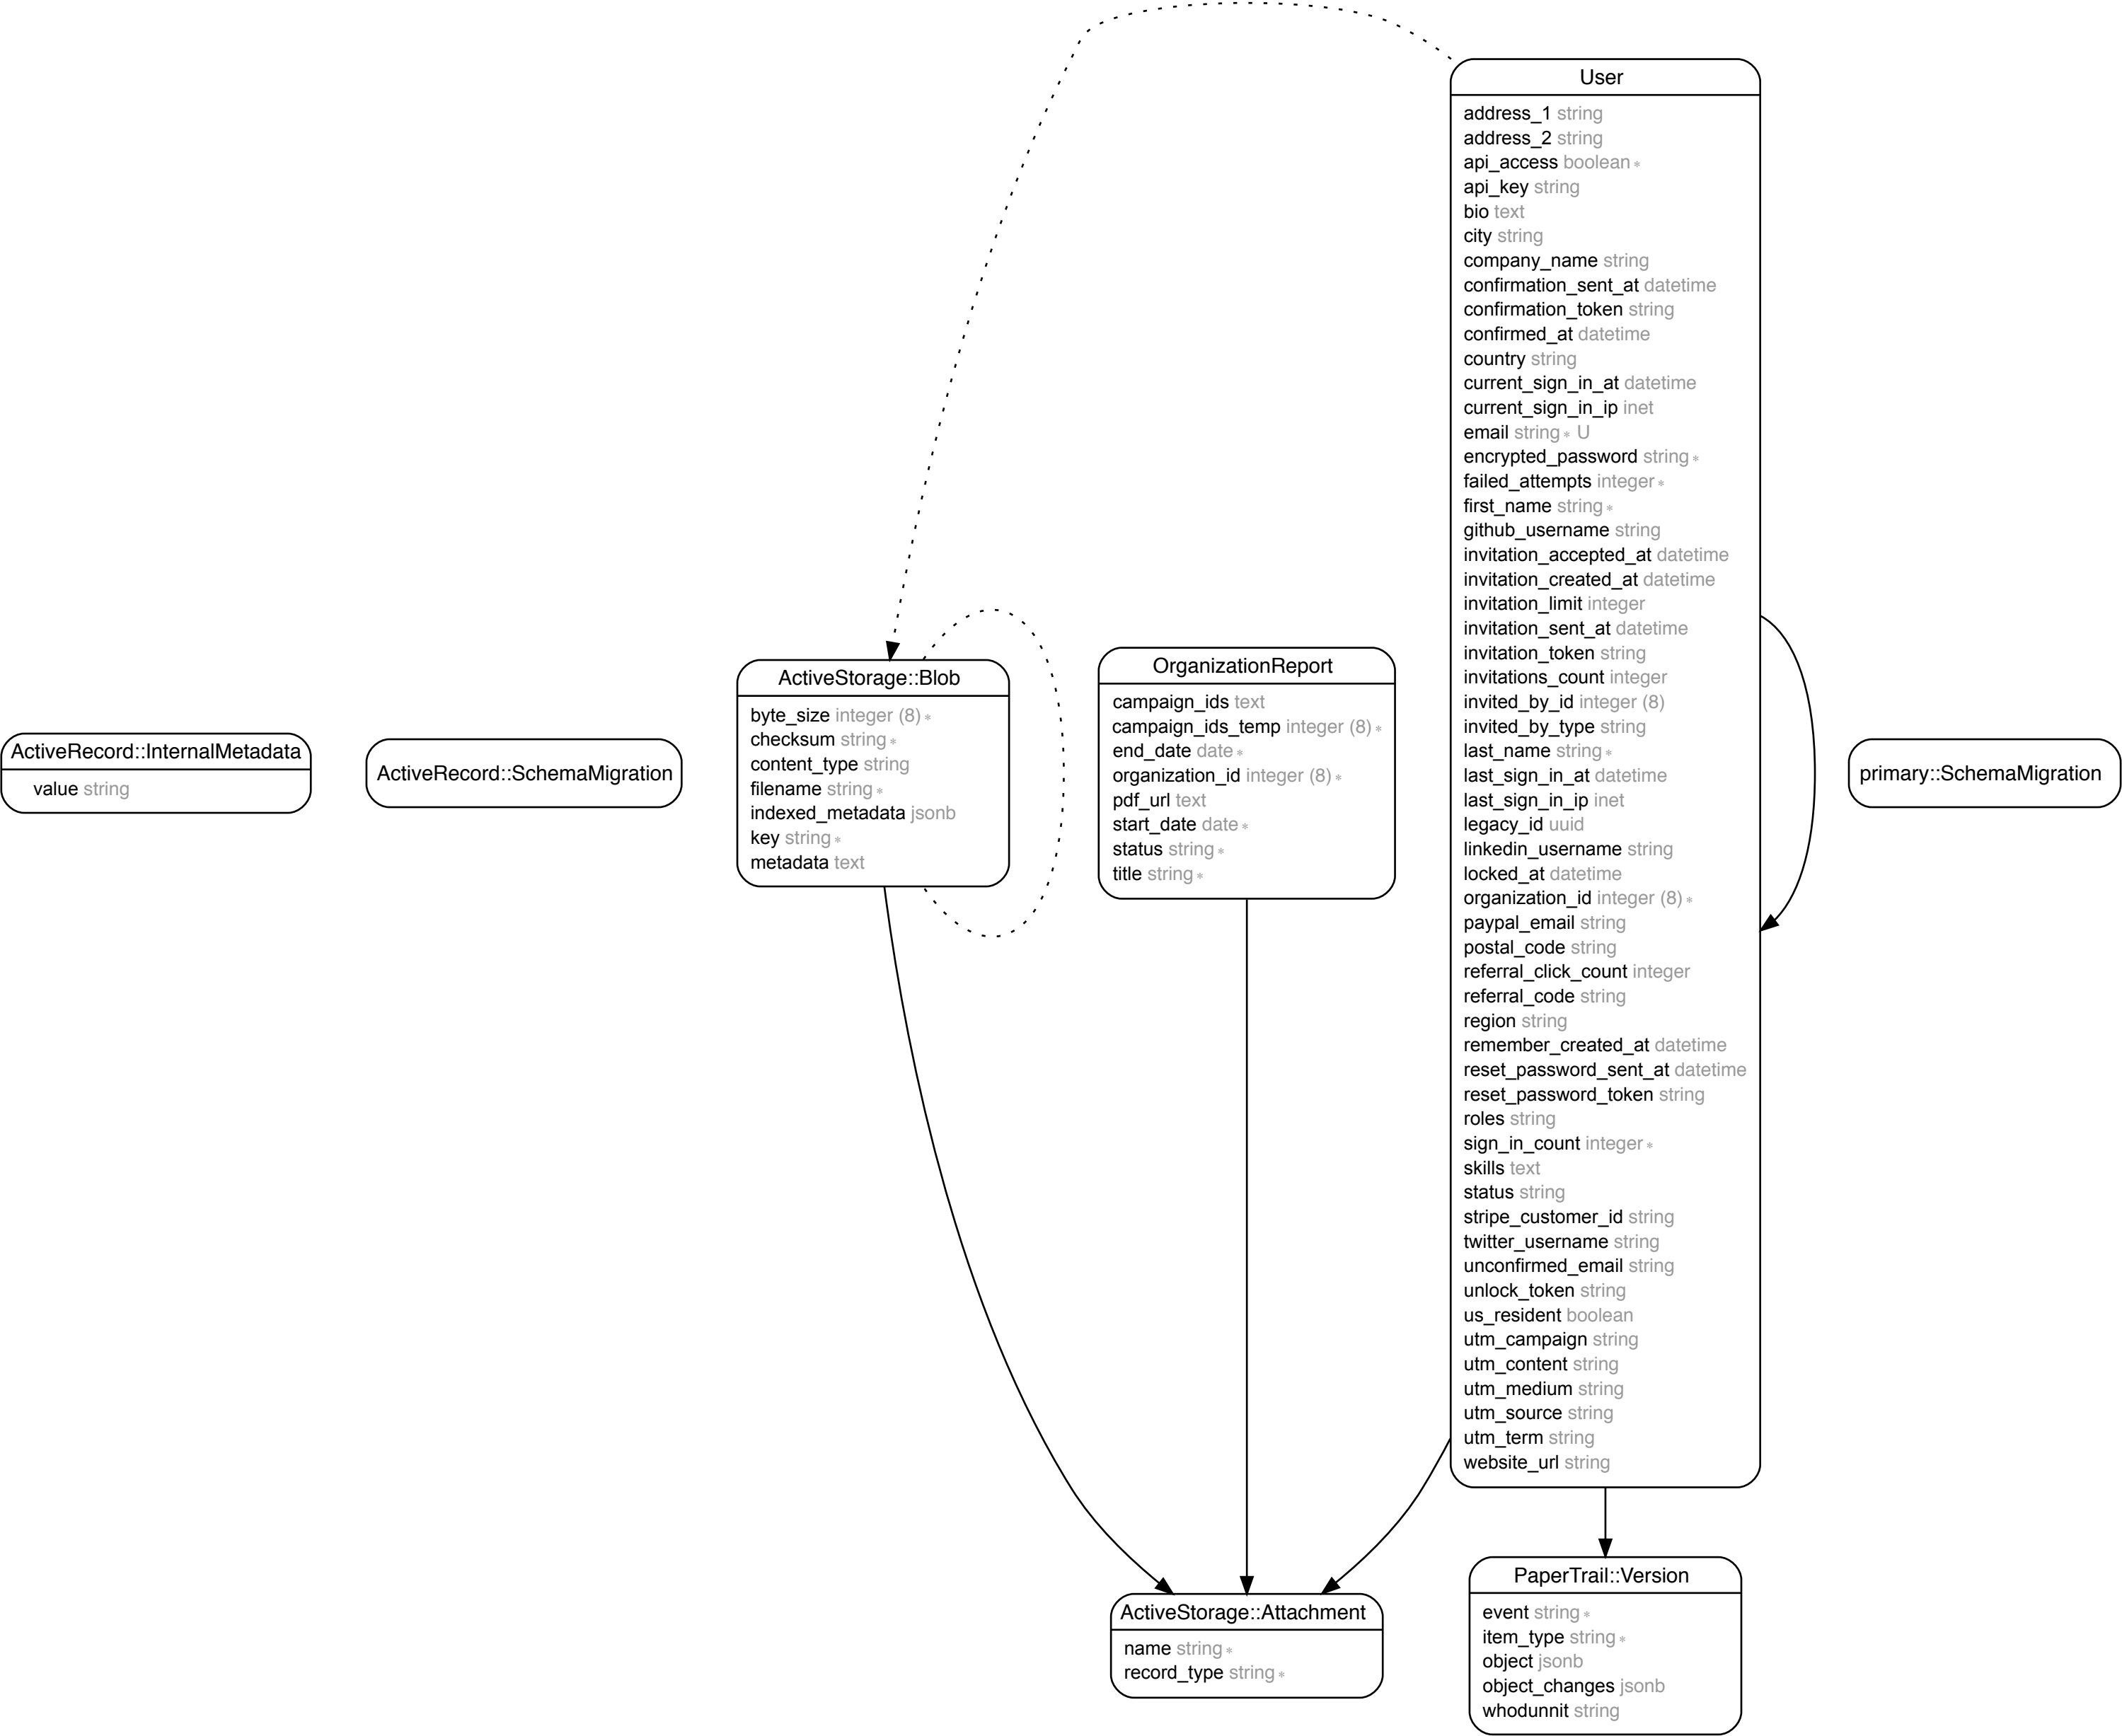 User
address_1 string
address_2 string
api_access boolean ∗
api_key string
bio text
city string
company_name string
confirmation_sent_at datetime
confirmation_token string
confirmed_at datetime
country string
current_sign_in_at datetime
current_sign_in_ip inet
email string ∗ U
encrypted_password string ∗
failed_attempts integer ∗
first_name string ∗
github_username string
invitation_accepted_at datetime
invitation_created_at datetime
invitation_limit integer
invitation_sent_at datetime
invitation_token string
invitations_count integer
invited_by_id integer (8)
invited_by_type string
last_name string ∗
last_sign_in_at datetime
last_sign_in_ip inet
legacy_id uuid
linkedin_username string
locked_at datetime
organization_id integer (8) ∗
paypal_email string
postal_code string
referral_click_count integer
referral_code string
region string
remember_created_at datetime
reset_password_sent_at datetime
reset_password_token string
roles string
sign_in_count integer ∗
skills text
status string
stripe_customer_id string
twitter_username string
unconfirmed_email string
unlock_token string
us_resident boolean
utm_campaign string
utm_content string
utm_medium string
utm_source string
utm_term string
website_url string
ActiveRecord::InternalMetadata
value string
ActiveRecord::SchemaMigration
ActiveStorage::Blob
byte_size integer (8) ∗
checksum string ∗
content_type string
filename string ∗
indexed_metadata jsonb
key string ∗
metadata text
OrganizationReport
campaign_ids text
campaign_ids_temp integer (8) ∗
end_date date ∗
organization_id integer (8) ∗
pdf_url text
start_date date ∗
status string ∗
title string ∗
primary::SchemaMigration
ActiveStorage::Attachment
name string ∗
record_type string ∗
PaperTrail::Version
event string ∗
item_type string ∗
object jsonb
object_changes jsonb
whodunnit string